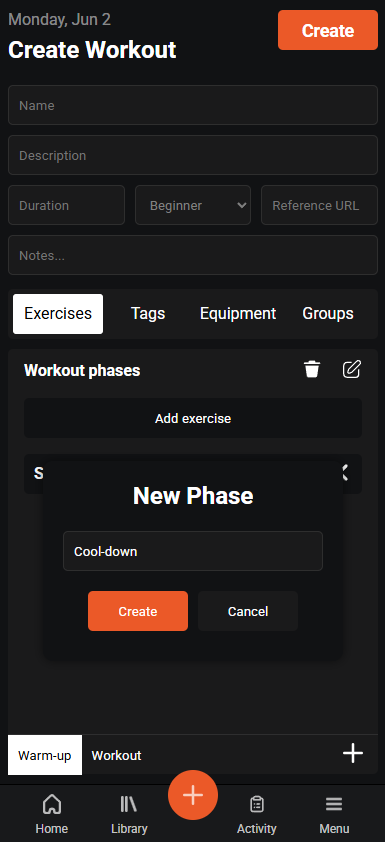 Monday, Jun 2
Create Workout
Create
Name
Description
Duration
Beginner
Reference URL
Notes...
Exercises
Tags
Equipment
Groups
Workout phases
Add exercise
S
New Phase
Cool-down
Create
Cancel
Warm-up
Workout
Home
Library
Activity
Menu